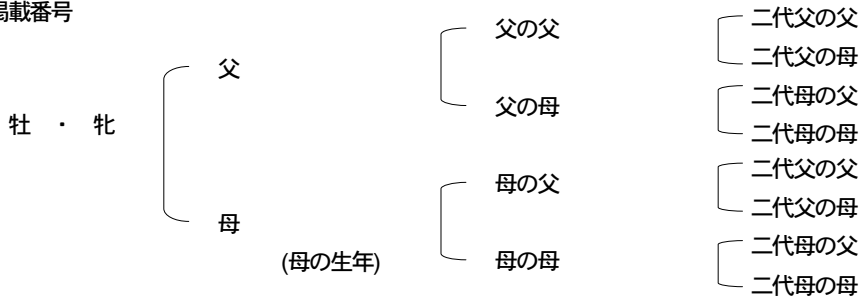 掲載番号
牡 ・ 牝
父
母
(母の生年)
父の父
父の母
母の父
母の母
二代父の父
二代父の母
二代母の父
二代母の母
二代父の父
二代父の母
二代母の父
二代母の母